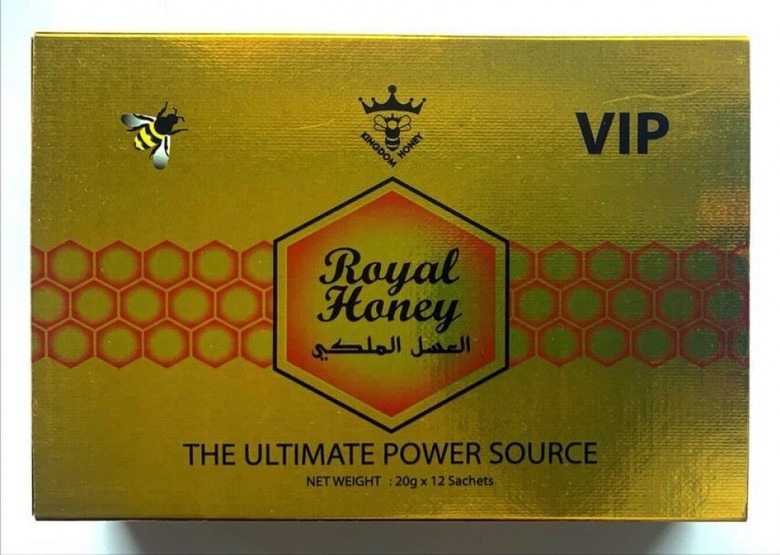 KINGDOM HONEY
VIP
Royal
Honey
العسل الملكي
THE ULTIMATE POWER SOURCE
NET WEIGHT : 20g x 12 Sachets